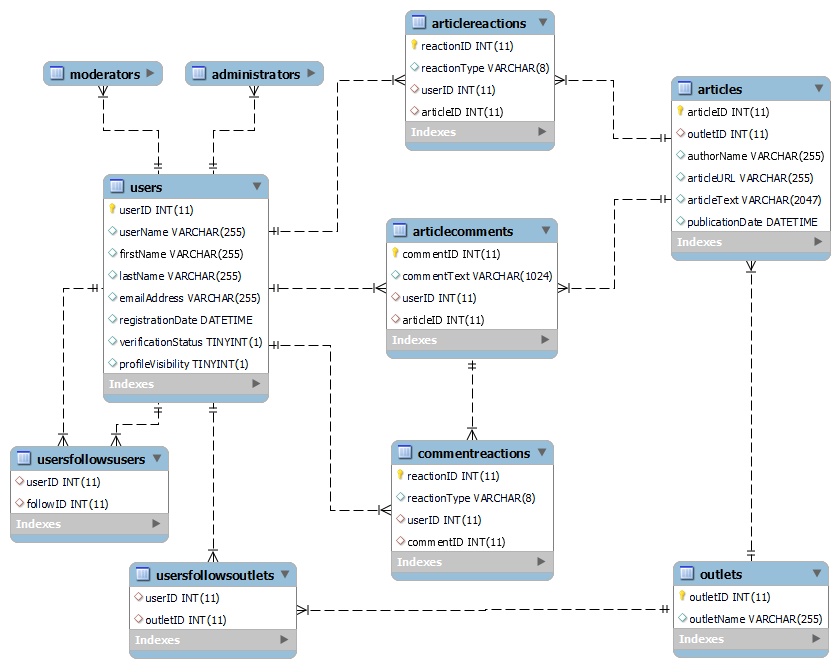 moderators
administrators
articlereactions
reactionID INT(11)
reactionType VARCHAR(8)
userID INT(11)
articleID INT(11)
Indexes
articles
articleID INT(11)
outletID INT(11)
authorName VARCHAR(255)
articleURL VARCHAR(255)
articleText VARCHAR(2047)
publicationDate DATETIME
Indexes
users
userID INT(11)
userName VARCHAR(255)
firstName VARCHAR(255)
lastName VARCHAR(255)
emailAddress VARCHAR(255)
registrationDate DATETIME
verificationStatus TINYINT(1)
profileVisibility TINYINT(1)
Indexes
articlecomments
commentID INT(11)
commentText VARCHAR(1024)
userID INT(11)
articleID INT(11)
Indexes
usersfollowsusers
userID INT(11)
followID INT(11)
Indexes
commentreactions
reactionID INT(11)
reactionType VARCHAR(8)
userID INT(11)
commentID INT(11)
Indexes
usersfollowsoutlets
userID INT(11)
outletID INT(11)
Indexes
outlets
outletID INT(11)
outletName VARCHAR(255)
Indexes